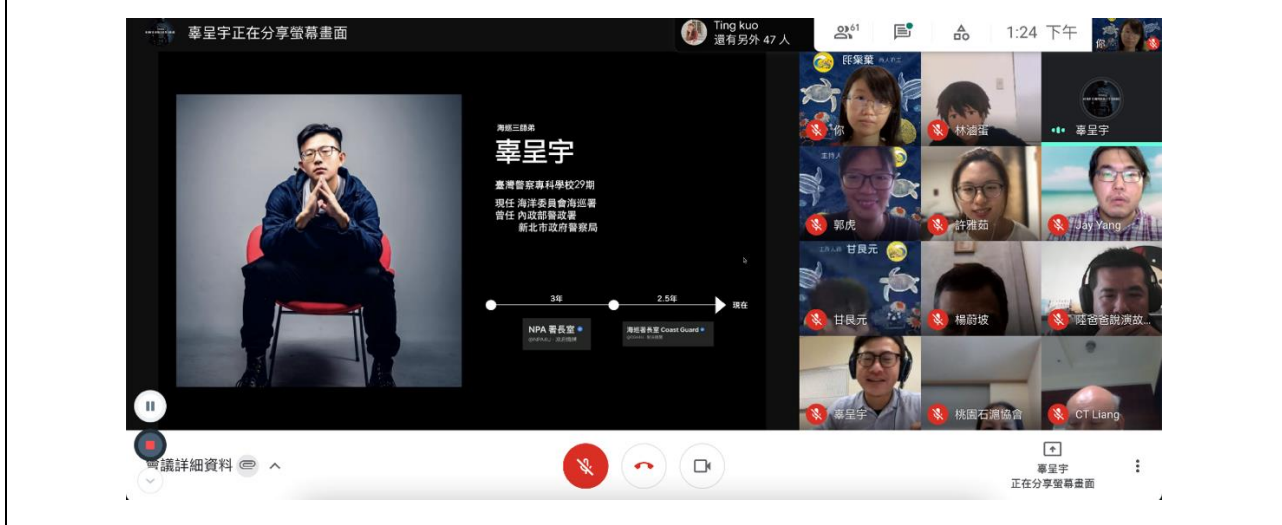 辜呈宇正在分享螢幕畫面
Ting kuo
還有另外 47 人
61
1:24 下午
你
海巡三師弟
辜呈宇
臺灣警察專科學校29期
現任 海洋委員會海巡署
曾任 內政部警政署
新北市政府警察局
3年
2.5年
現在
NPA 署長室
海巡署長室 Coast Guard
你
林滷蛋
辜呈宇
主持人
郭虎
許雅茹
Jay Yang
甘艮元
甘艮元
楊蔚坡
陸爸爸說演故...
辜呈宇
桃園石滬協會
CT Liang
會議詳細資料
辜呈宇
正在分享螢幕畫面